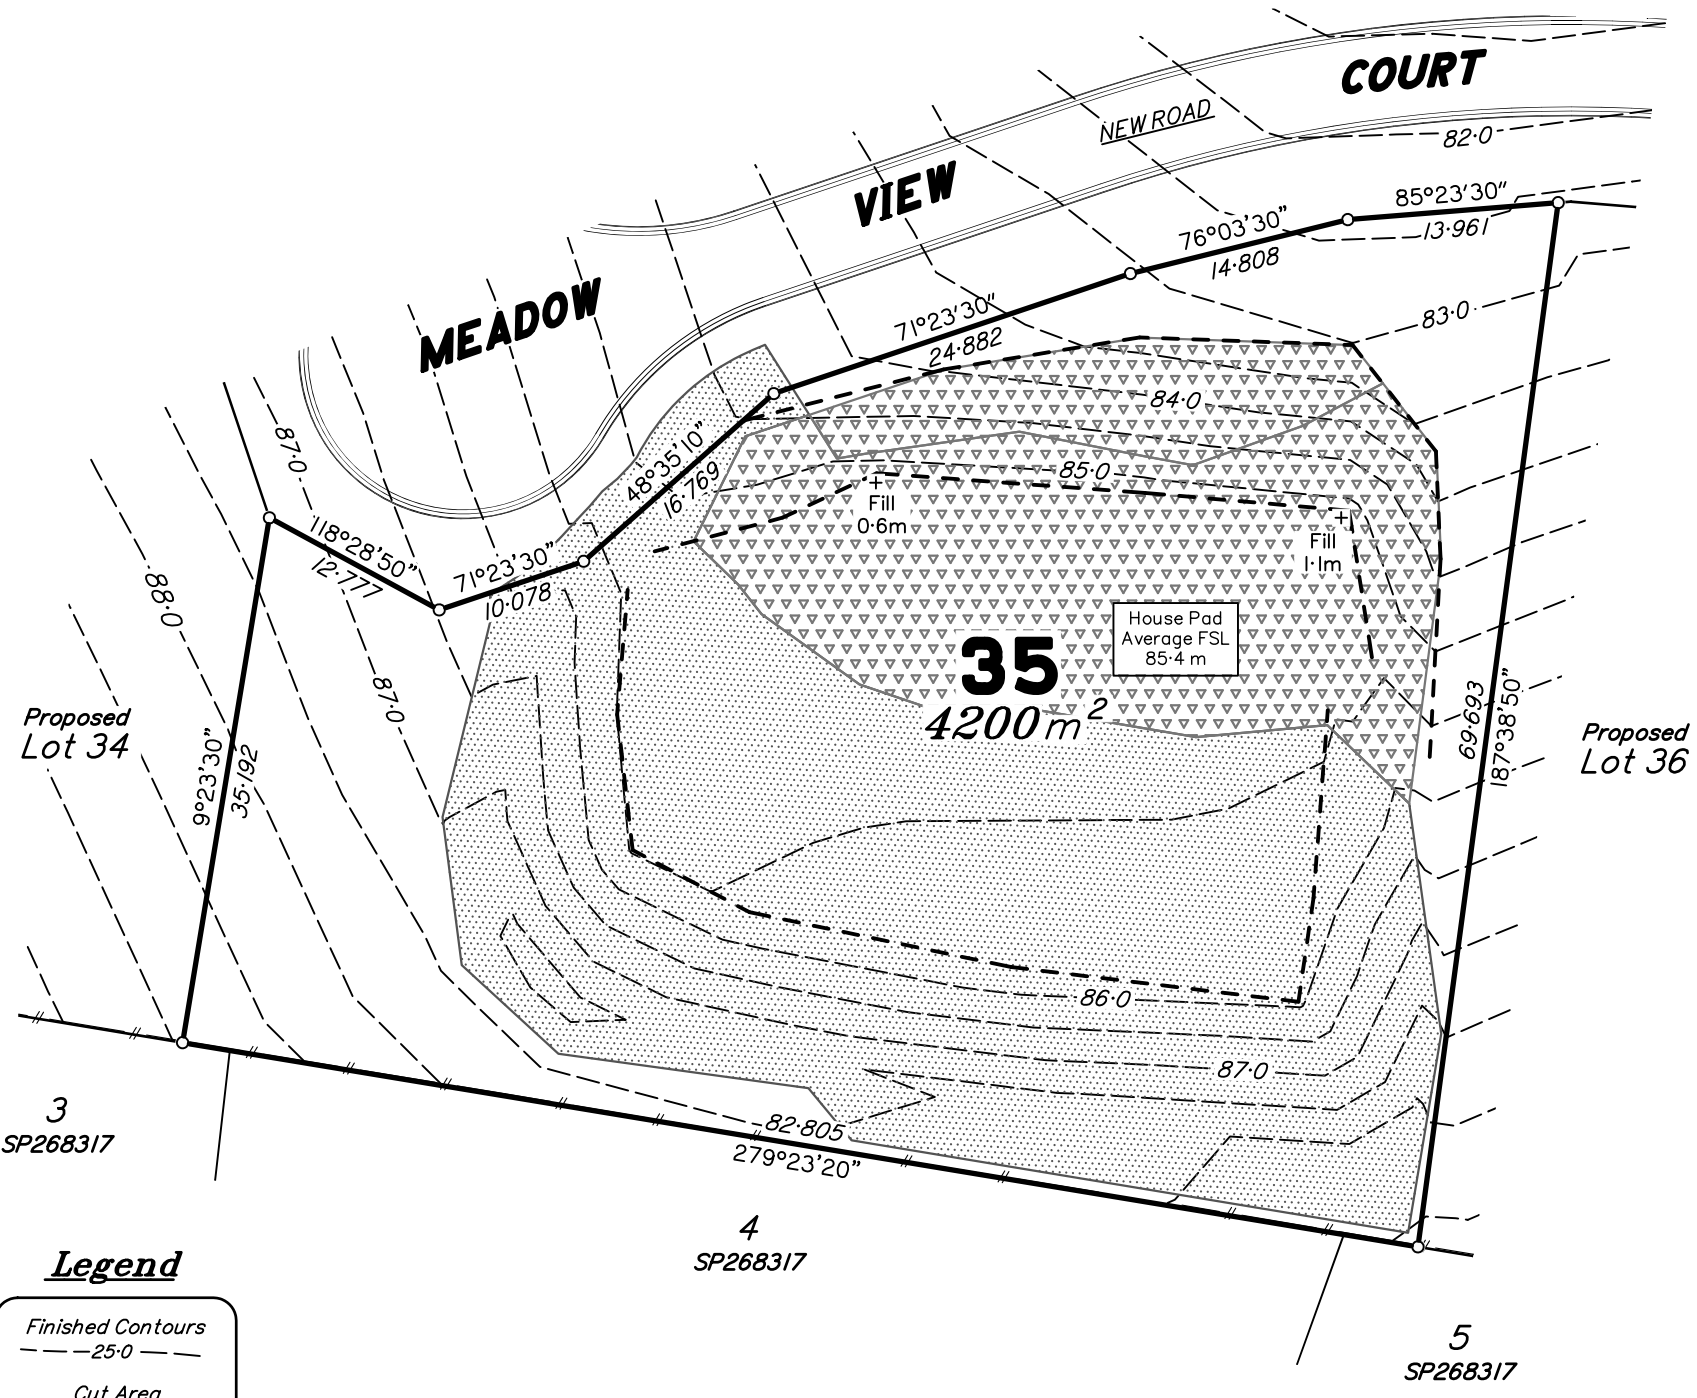 COURT
NEW ROAD
82·0
VIEW
85°23'30"
13·961
76°03'30"
14·808
MEADOW
71°23'30"
24·882
83·0
84·0
87·0
48°35'10"
16·769
85·0
+
Fill
0·6m
+
Fill
1·1m
118°28'50"
12·777
71°23'30"
10·078
88·0
House Pad
Average FSL
85·4 m
35
4200 m²
87·0
Proposed
Lot 34
9°23'30"
35·192
69·693
187°38'50"
Proposed
Lot 36
86·0
87·0
82·805
279°23'20"
3
SP268317
4
SP268317
5
SP268317
Legend
Finished Contours
25·0
Cut Area